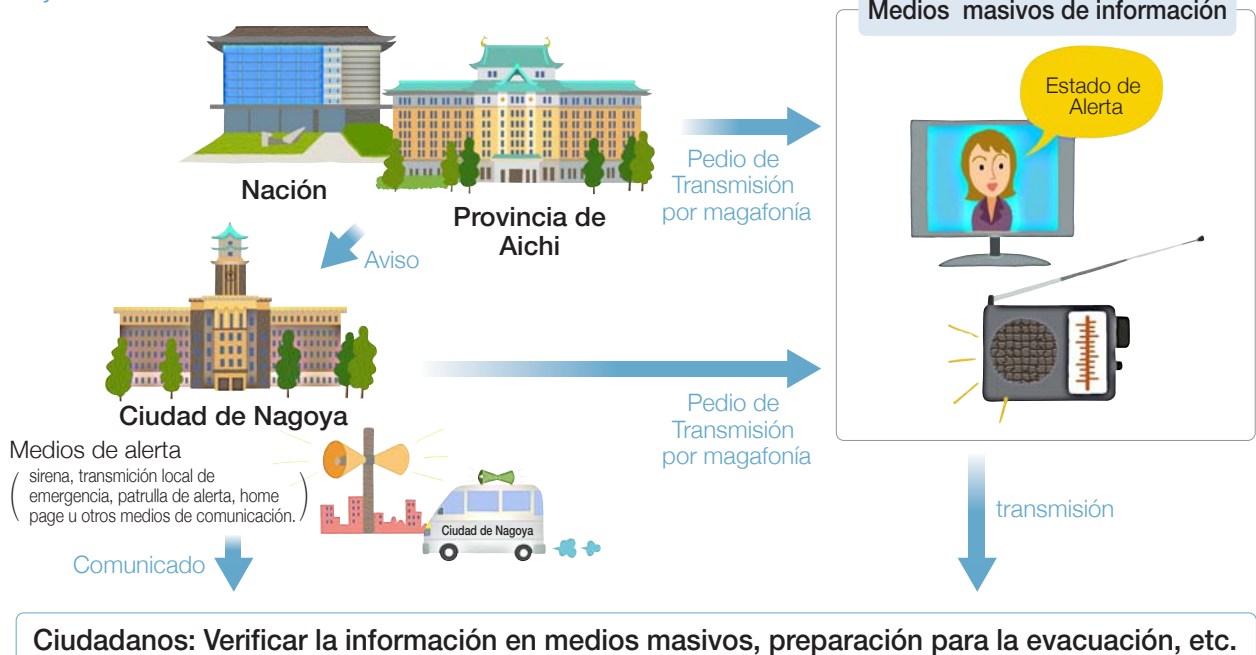 Medios masivos de información
Estado de
Alerta
Nación
Provincia de
Aichi
Pedio de
Transmisión
por magafonía
Aviso
Ciudad de Nagoya
Pedio de
Transmisión
por magafonía
Medios de alerta
( sirena, transmición local de
emergencia, patrulla de alerta, home
page u otros medios de comunicación. )
Ciudad de Nagoya
Comunicado
transmisión
Ciudadanos: Verificar la información en medios masivos, preparación para la evacuación, etc.